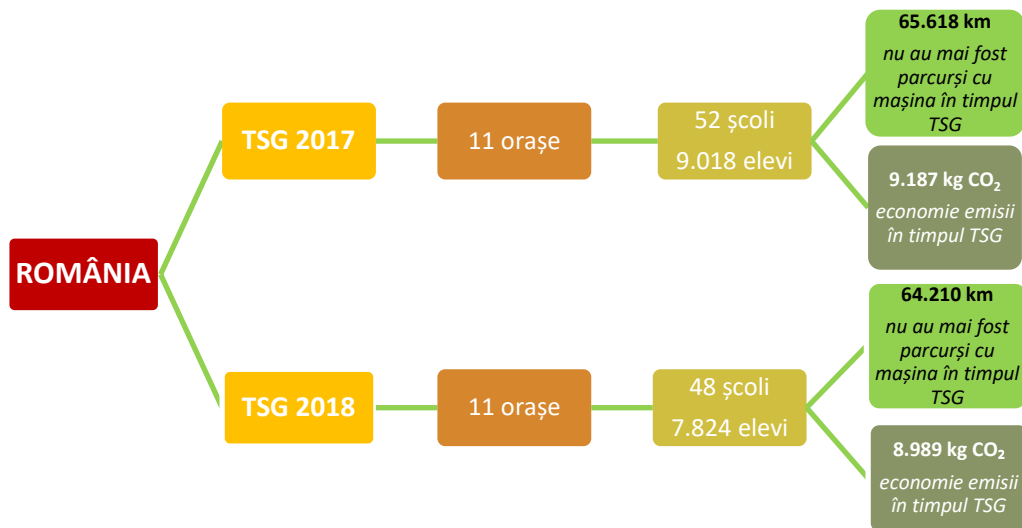 ROMÂNIA
TSG 2017
11 orașe
52 școli
9.018 elevi
65.618 km
nu au mai fost
parcurși cu
mașina în timpul
TSG
9.187 kg CO₂
economie emisii
în timpul TSG
TSG 2018
11 orașe
48 școli
7.824 elevi
64.210 km
nu au mai fost
parcurși cu
mașina în timpul
TSG
8.989 kg CO₂
economie emisii
în timpul TSG